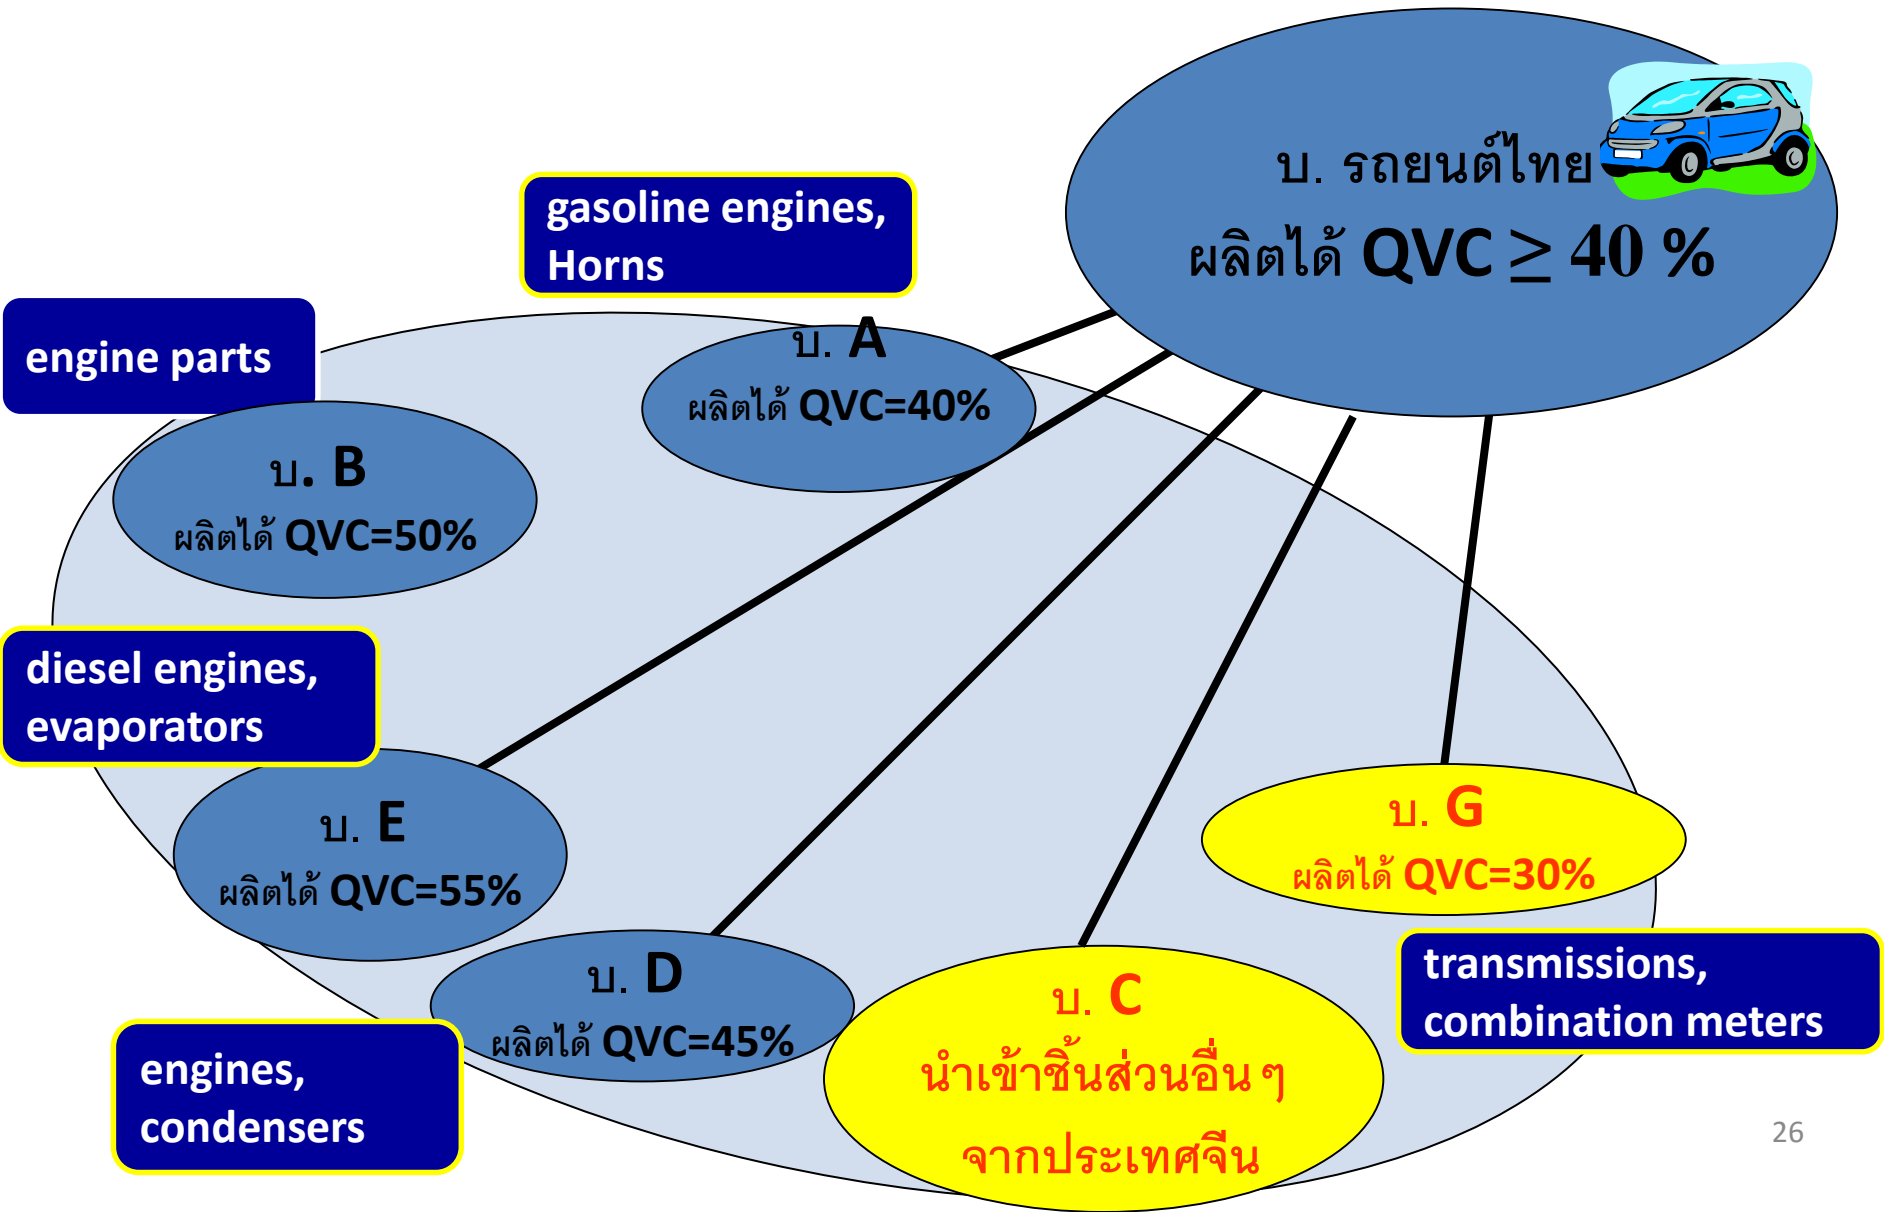 บ. รถยนต์ไทย
ผลิตได้ QVC ≥ 40 %
gasoline engines,
Horns
บ. A
ผลิตได้ QVC=40%
engine parts
บ. B
ผลิตได้ QVC=50%
diesel engines,
evaporators
บ. E
ผลิตได้ QVC=55%
บ. G
ผลิตได้ QVC=30%
transmissions,
combination meters
บ. D
ผลิตได้ QVC=45%
engines,
condensers
บ. C
นำเข้าชิ้นส่วนอื่น ๆ
จากประเทศจีน
26